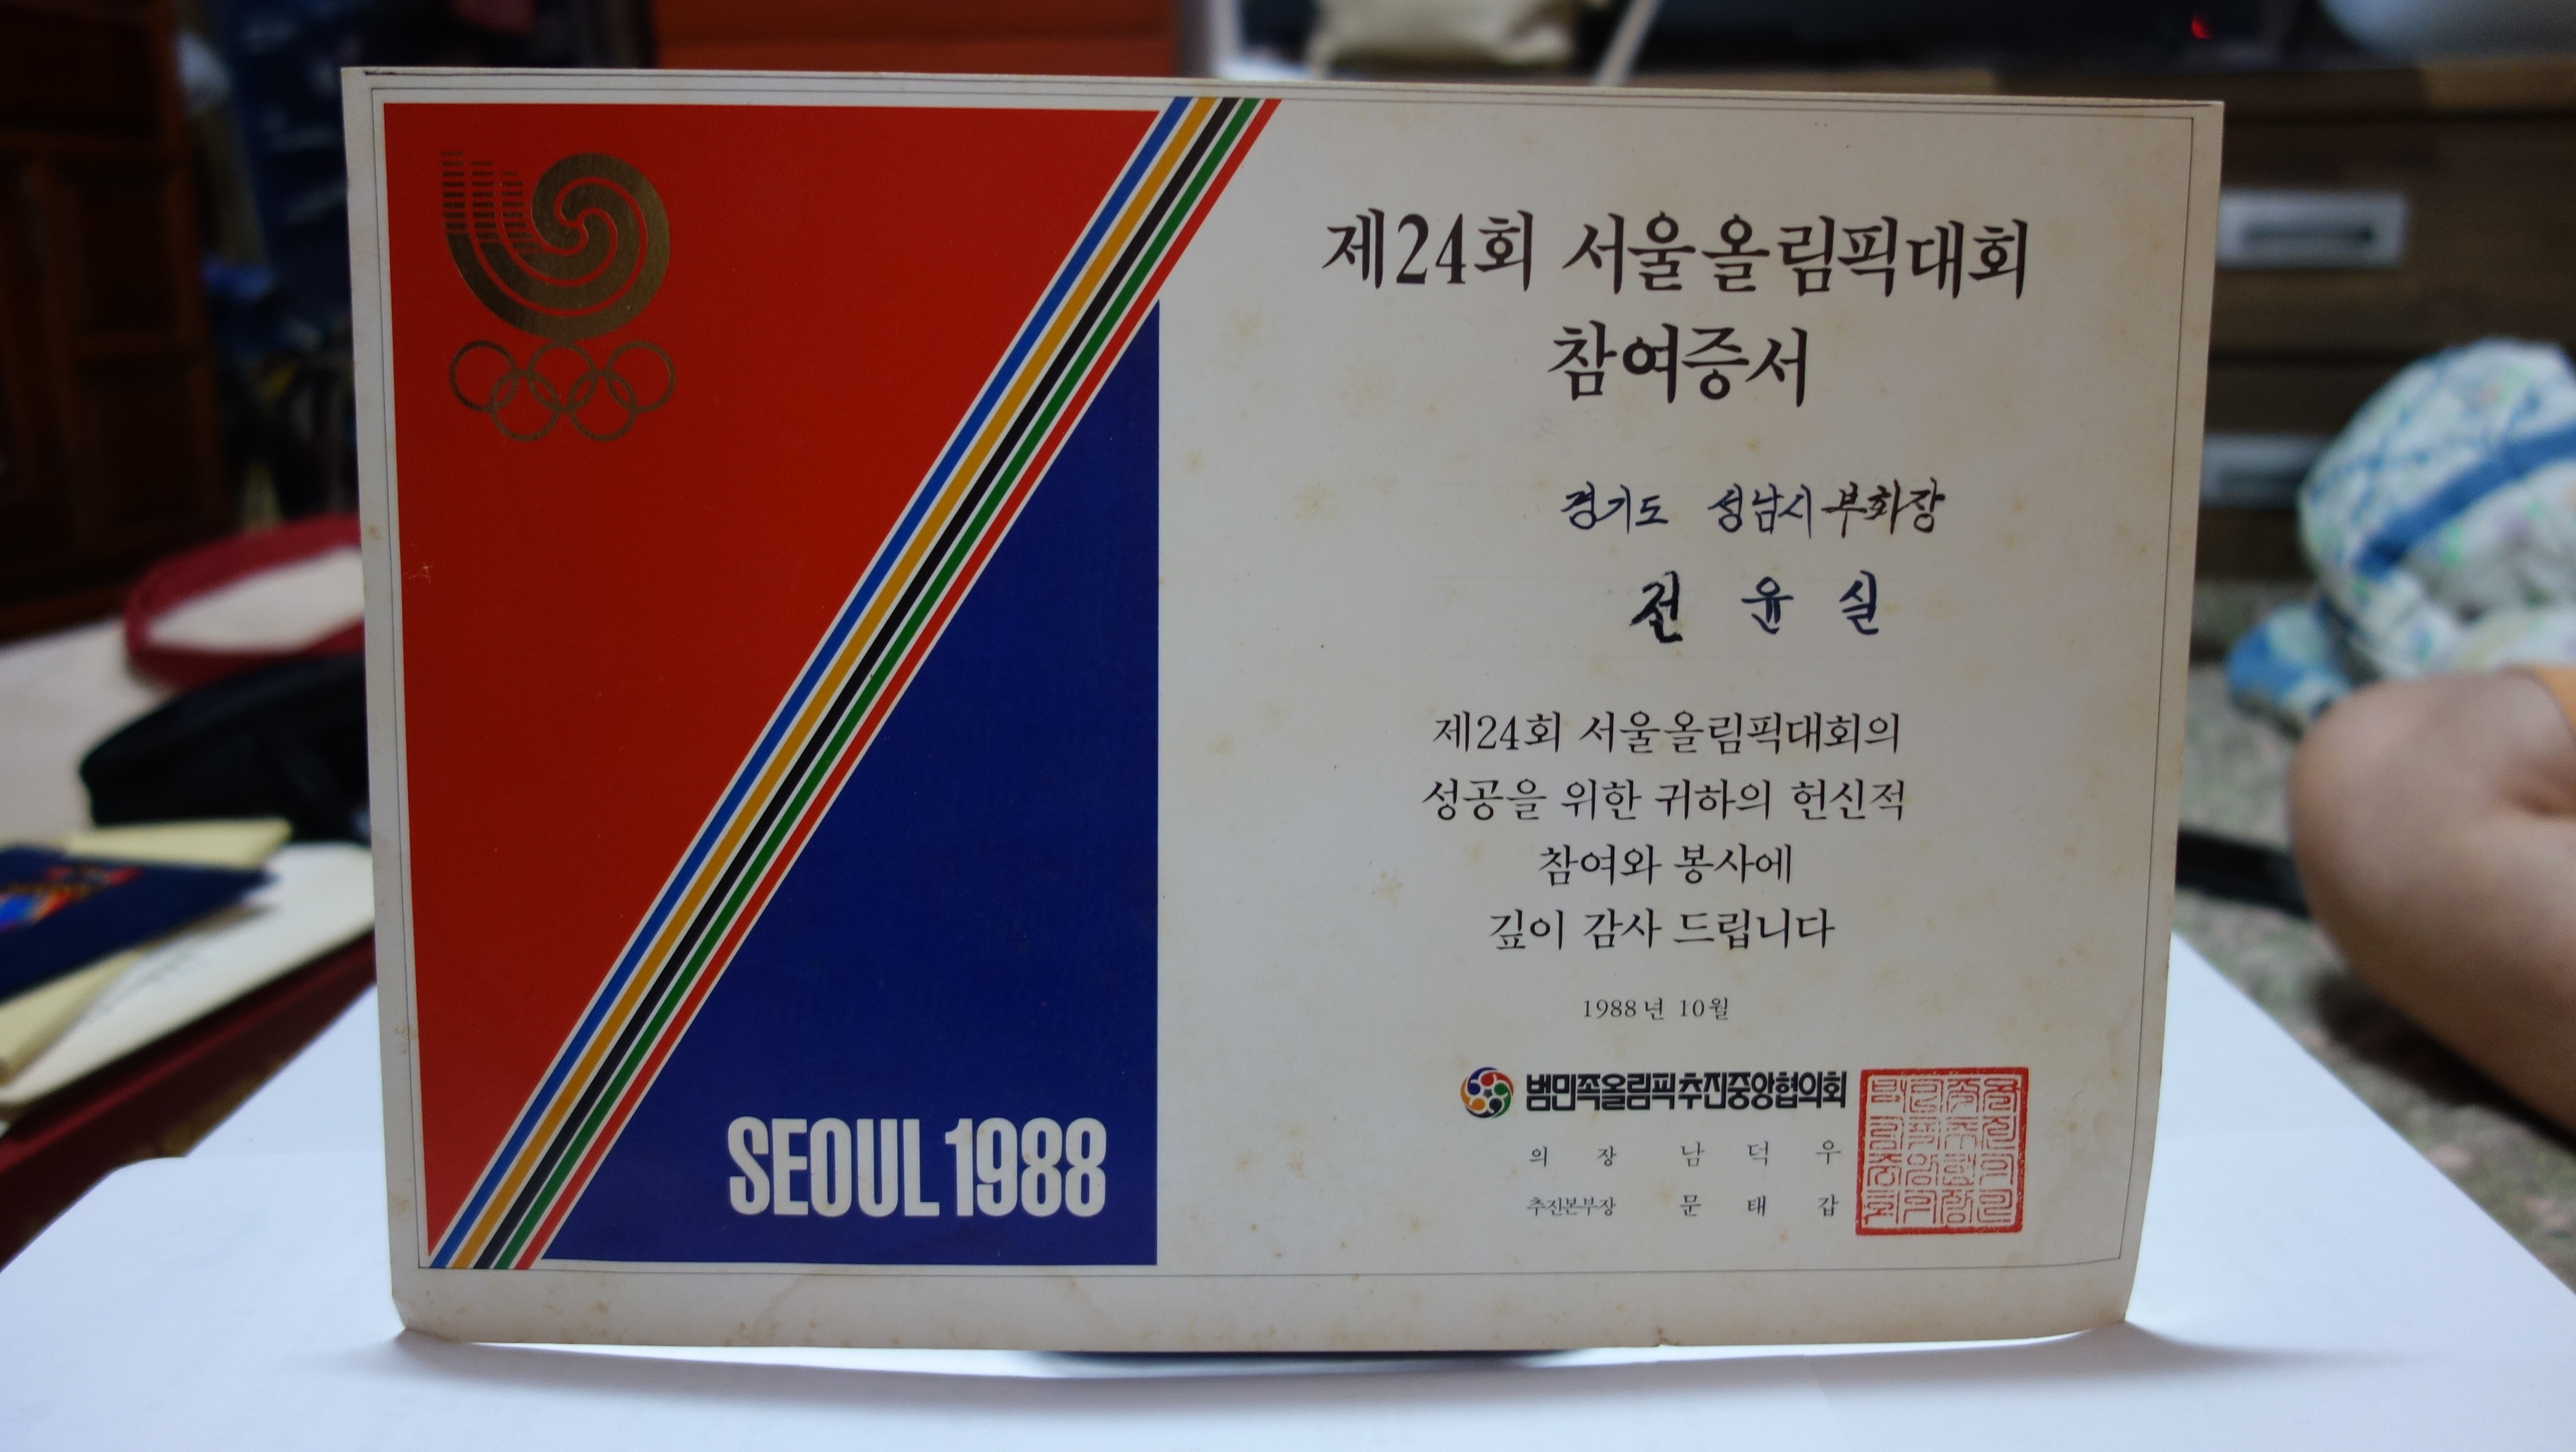 제24회 서울올림픽대회
참여증서
경기도 성남시 부회장
전 윤 실
제24회 서울올림픽대회의
성공을 위한 귀하의 헌신적
참여와 봉사에
깊이 감사 드립니다
1988년 10월
범민족올림픽추진중앙협의회
의 장 남 덕 우
추진본부장 문 태 갑
SEOUL 1988